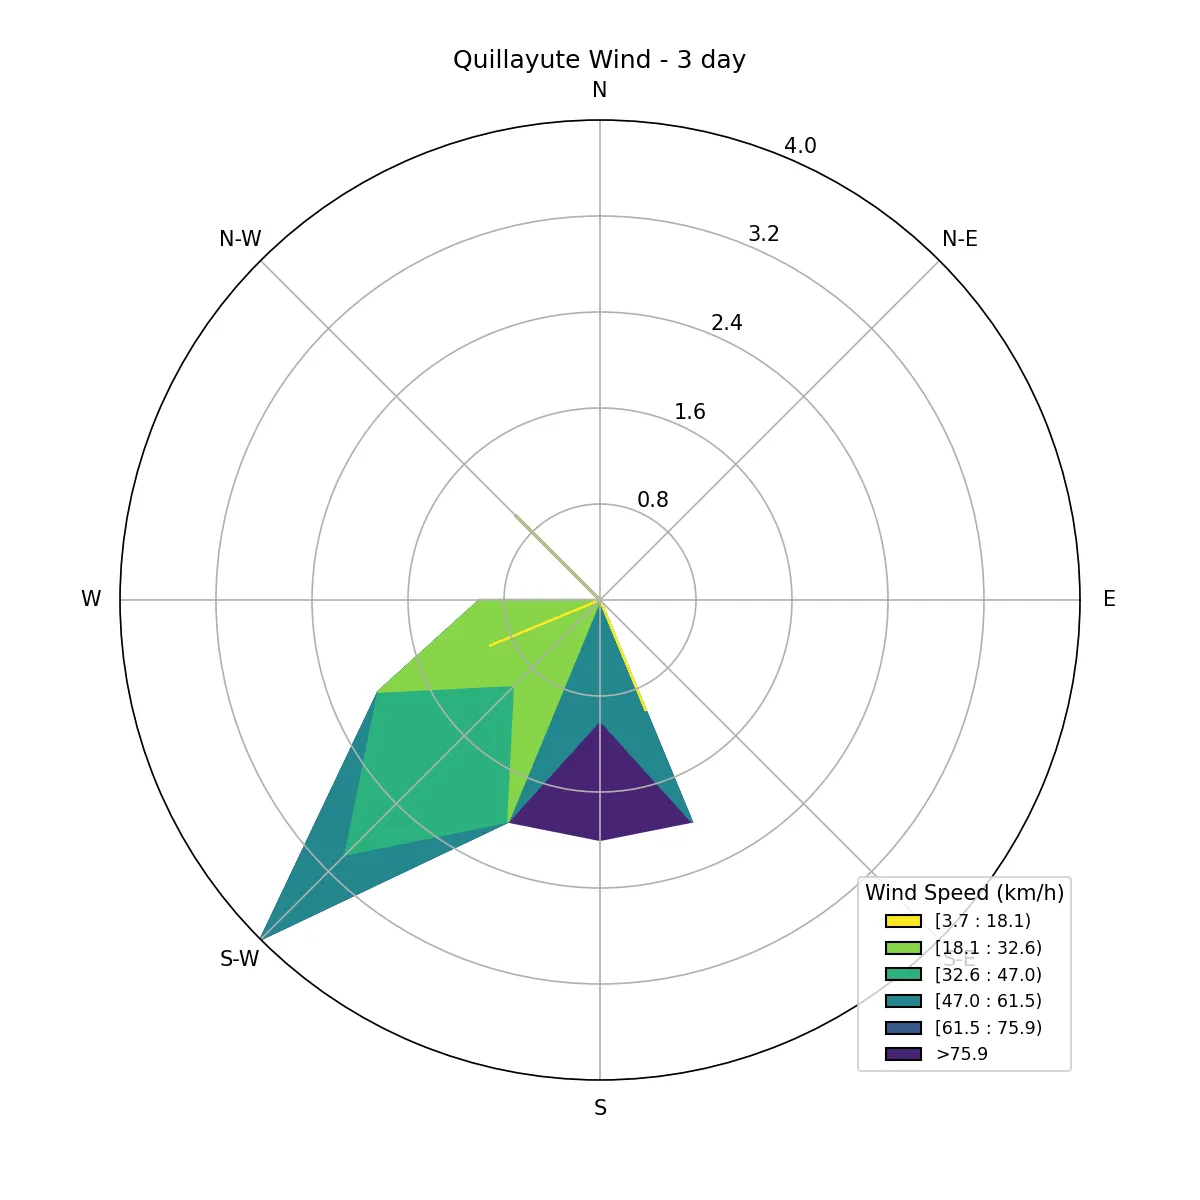 Quillayute Wind - 3 day
N
4.0
N-W
N-E
3.2
2.4
1.6
0.8
W
E
S-W
S-E
S
Wind Speed (km/h)
[3.7 : 18.1)
[18.1 : 32.6)
[32.6 : 47.0)
[47.0 : 61.5)
[61.5 : 75.9)
>75.9